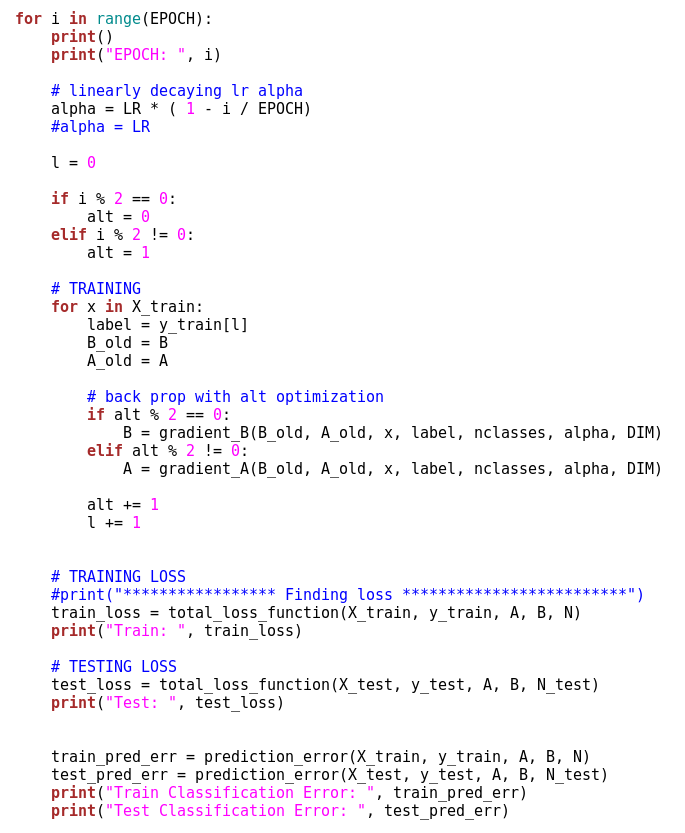 for i in range(EPOCH):
    print()
    print("EPOCH: ", i)

    # linearly decaying lr alpha
    alpha = LR * ( 1 - i / EPOCH)
    #alpha = LR

    l = 0

    if i % 2 == 0:
        alt = 0
    elif i % 2 != 0:
        alt = 1

    # TRAINING
    for x in X_train:
        label = y_train[l]
        B_old = B
        A_old = A

        # back prop with alt optimization
        if alt % 2 == 0:
            B = gradient_B(B_old, A_old, x, label, nclasses, alpha, DIM)
        elif alt % 2 != 0:
            A = gradient_A(B_old, A_old, x, label, nclasses, alpha, DIM)

        alt += 1
        l += 1


    # TRAINING LOSS
    #print("***************** Finding loss *************************")
    train_loss = total_loss_function(X_train, y_train, A, B, N)
    print("Train: ", train_loss)

    # TESTING LOSS
    test_loss = total_loss_function(X_test, y_test, A, B, N_test)
    print("Test: ", test_loss)


    train_pred_err = prediction_error(X_train, y_train, A, B, N)
    test_pred_err = prediction_error(X_test, y_test, A, B, N_test)
    print("Train Classification Error: ", train_pred_err)
    print("Test Classification Error: ", test_pred_err)